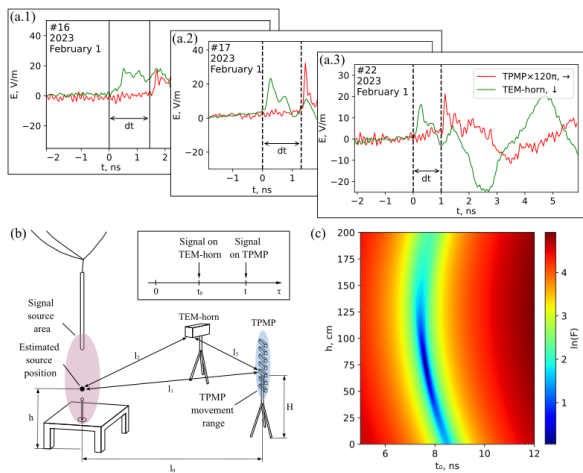 (a.1)
#16
2023
February 1
E, V/m
20
0
−20
dt
−2 −1 0 1 2
t, ns
(a.2)
#17
2023
February 1
E, V/m
40
20
0
−20
dt
−2 −1 0 1
t, ns
(a.3)
#22
2023
February 1
TPMP×120π, →
TEM-horn, ↓
E, V/m
30
20
10
0
−10
−20
dt
−2 −1 0 1 2 3 4 5
t, ns
(b)
Signal on
TEM-horn
Signal
on TPMP
0 t₀ t τ
Signal source
area
TEM-horn
TPMP
Estimated
source
position
l₂
l₃
l₁
TPMP
movement
range
h
H
l₀
(c)
h, cm
200
175
150
125
100
75
50
25
0
6 8 10 12
t₀, ns
4
3
2
1
ln(F)